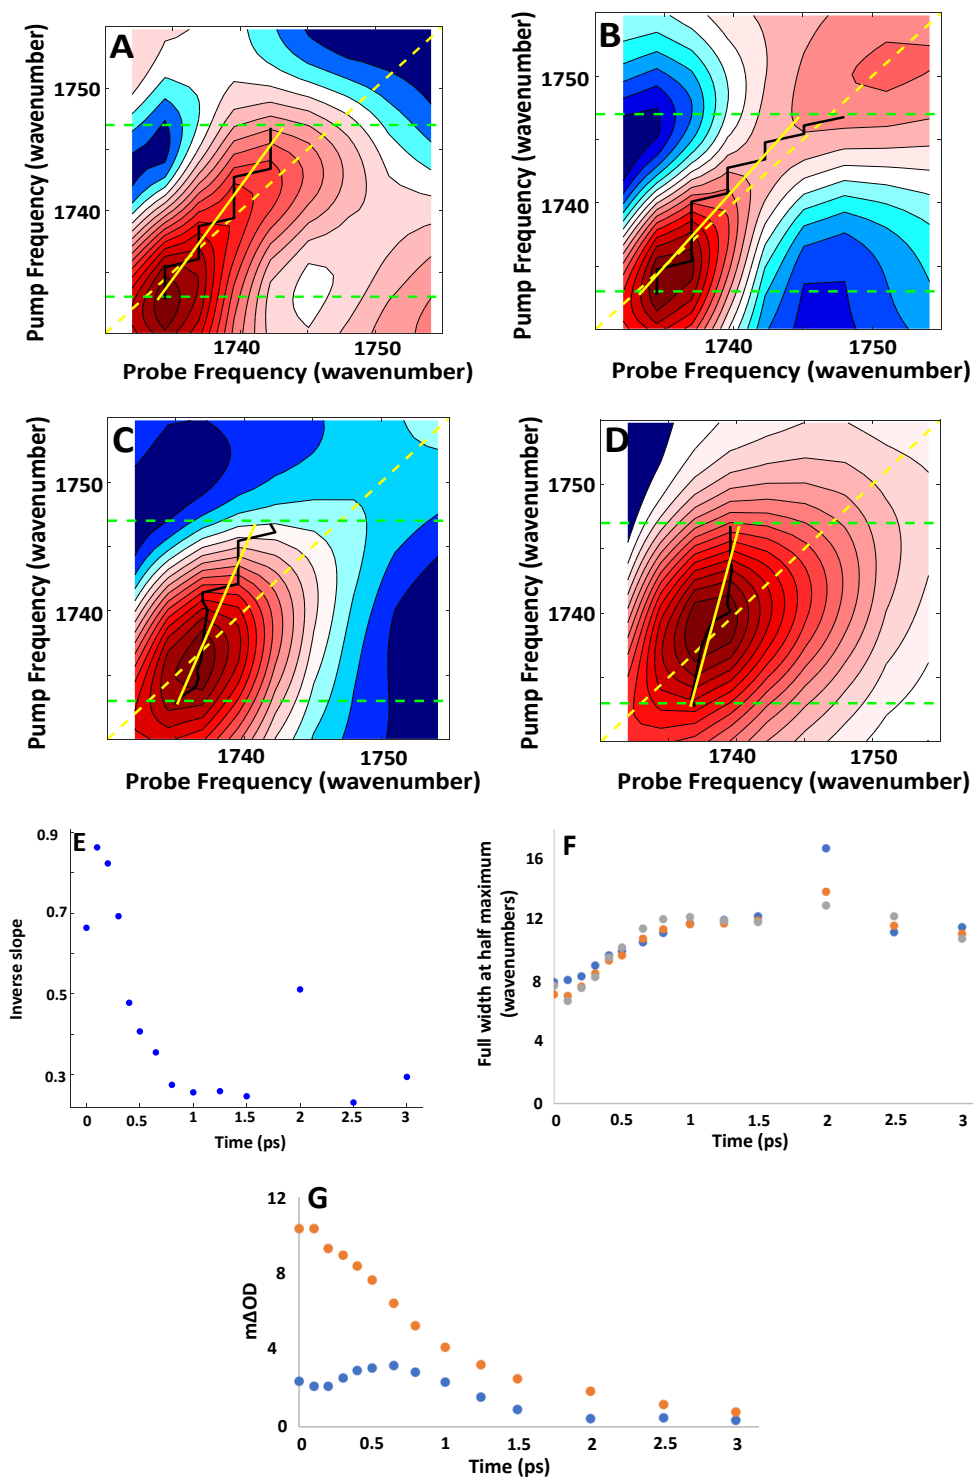 A
Pump Frequency (wavenumber)
1750
1740
1740
1750
Probe Frequency (wavenumber)
B
Pump Frequency (wavenumber)
1750
1740
1740
1750
Probe Frequency (wavenumber)
C
Pump Frequency (wavenumber)
1750
1740
1740
1750
Probe Frequency (wavenumber)
D
Pump Frequency (wavenumber)
1750
1740
1740
1750
Probe Frequency (wavenumber)
E
Inverse slope
0.9
0.7
0.5
0.3
0
0.5
1
1.5
2
2.5
3
Time (ps)
F
Full width at half maximum
(wavenumbers)
16
12
8
4
0
0
0.5
1
1.5
2
2.5
3
Time (ps)
G
mΔOD
12
8
4
0
0
0.5
1
1.5
2
2.5
3
Time (ps)